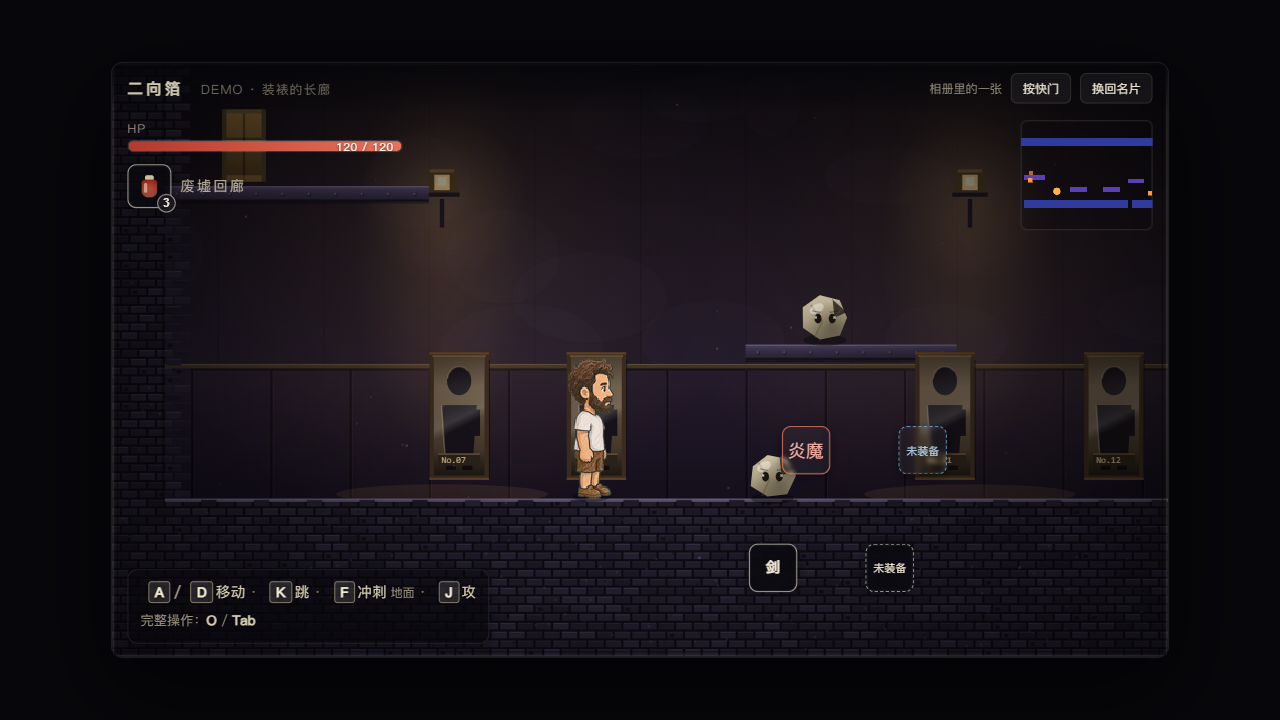 二向箔 DEMO · 装裱的长廊
相册里的一张 按快门 换回名片
HP
120 / 120
3 废墟回廊
No.07
No.12
炎魔
未装备
剑
未装备
A / D 移动 · K 跳 · F 冲刺 地面 · J 攻
完整操作: O / Tab